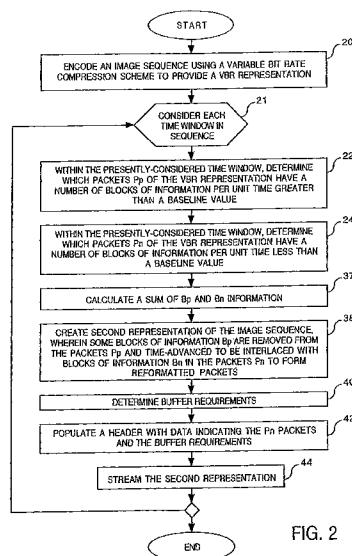 START
20
ENCODE AN IMAGE SEQUENCE USING A VARIABLE BIT RATE
COMPRESSION SCHEME TO PROVIDE A VBR REPRESENTATION
21
CONSIDER EACH
TIME WINDOW IN
SEQUENCE
22
WITHIN THE PRESENTLY-CONSIDERED TIME WINDOW, DETERMINE
WHICH PACKETS Pp OF THE VBR REPRESENTATION HAVE A
NUMBER OF BLOCKS OF INFORMATION PER UNIT TIME GREATER
THAN A BASELINE VALUE
24
WITHIN THE PRESENTLY-CONSIDERED TIME WINDOW, DETERMINE
WHICH PACKETS Pn OF THE VBR REPRESENTATION HAVE A
NUMBER OF BLOCKS OF INFORMATION PER UNIT TIME LESS THAN
A BASELINE VALUE
37
CALCULATE A SUM OF Bp AND Bn INFORMATION
38
CREATE SECOND REPRESENTATION OF THE IMAGE SEQUENCE,
WHEREIN SOME BLOCKS OF INFORMATION Bp ARE REMOVED FROM
THE PACKETS Pp AND TIME-ADVANCED TO BE INTERLACED WITH
BLOCKS OF INFORMATION Bn IN THE PACKETS Pn TO FORM
REFORMATTED PACKETS
40
DETERMINE BUFFER REQUIREMENTS
42
POPULATE A HEADER WITH DATA INDICATING THE Pn PACKETS
AND THE BUFFER REQUIREMENTS
44
STREAM THE SECOND REPRESENTATION
END
FIG. 2